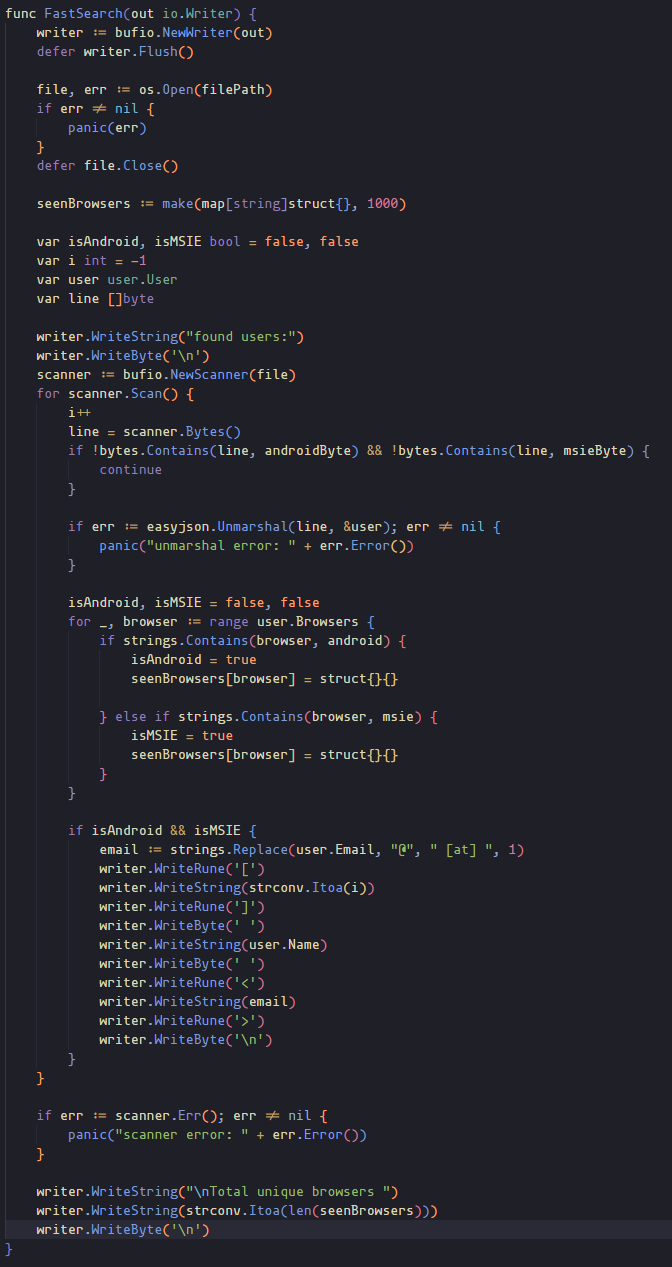 func FastSearch(out io.Writer) {
    writer := bufio.NewWriter(out)
    defer writer.Flush()

    file, err := os.Open(filePath)
    if err ≠ nil {
        panic(err)
    }
    defer file.Close()

    seenBrowsers := make(map[string]struct{}, 1000)

    var isAndroid, isMSIE bool = false, false
    var i int = -1
    var user user.User
    var line []byte

    writer.WriteString("found users:")
    writer.WriteByte('\n')
    scanner := bufio.NewScanner(file)
    for scanner.Scan() {
        i++
        line = scanner.Bytes()
        if !bytes.Contains(line, androidByte) && !bytes.Contains(line, msieByte) {
            continue
        }

        if err := easyjson.Unmarshal(line, &user); err ≠ nil {
            panic("unmarshal error: " + err.Error())
        }

        isAndroid, isMSIE = false, false
        for _, browser := range user.Browsers {
            if strings.Contains(browser, android) {
                isAndroid = true
                seenBrowsers[browser] = struct{}{}

            } else if strings.Contains(browser, msie) {
                isMSIE = true
                seenBrowsers[browser] = struct{}{}
            }
        }

        if isAndroid && isMSIE {
            email := strings.Replace(user.Email, "@", " [at] ", 1)
            writer.WriteRune('[')
            writer.WriteString(strconv.Itoa(i))
            writer.WriteRune(']')
            writer.WriteByte(' ')
            writer.WriteString(user.Name)
            writer.WriteByte(' ')
            writer.WriteRune('<')
            writer.WriteString(email)
            writer.WriteRune('>')
            writer.WriteByte('\n')
        }
    }

    if err := scanner.Err(); err ≠ nil {
        panic("scanner error: " + err.Error())
    }

    writer.WriteString("\nTotal unique browsers ")
    writer.WriteString(strconv.Itoa(len(seenBrowsers)))
    writer.WriteByte('\n')
}